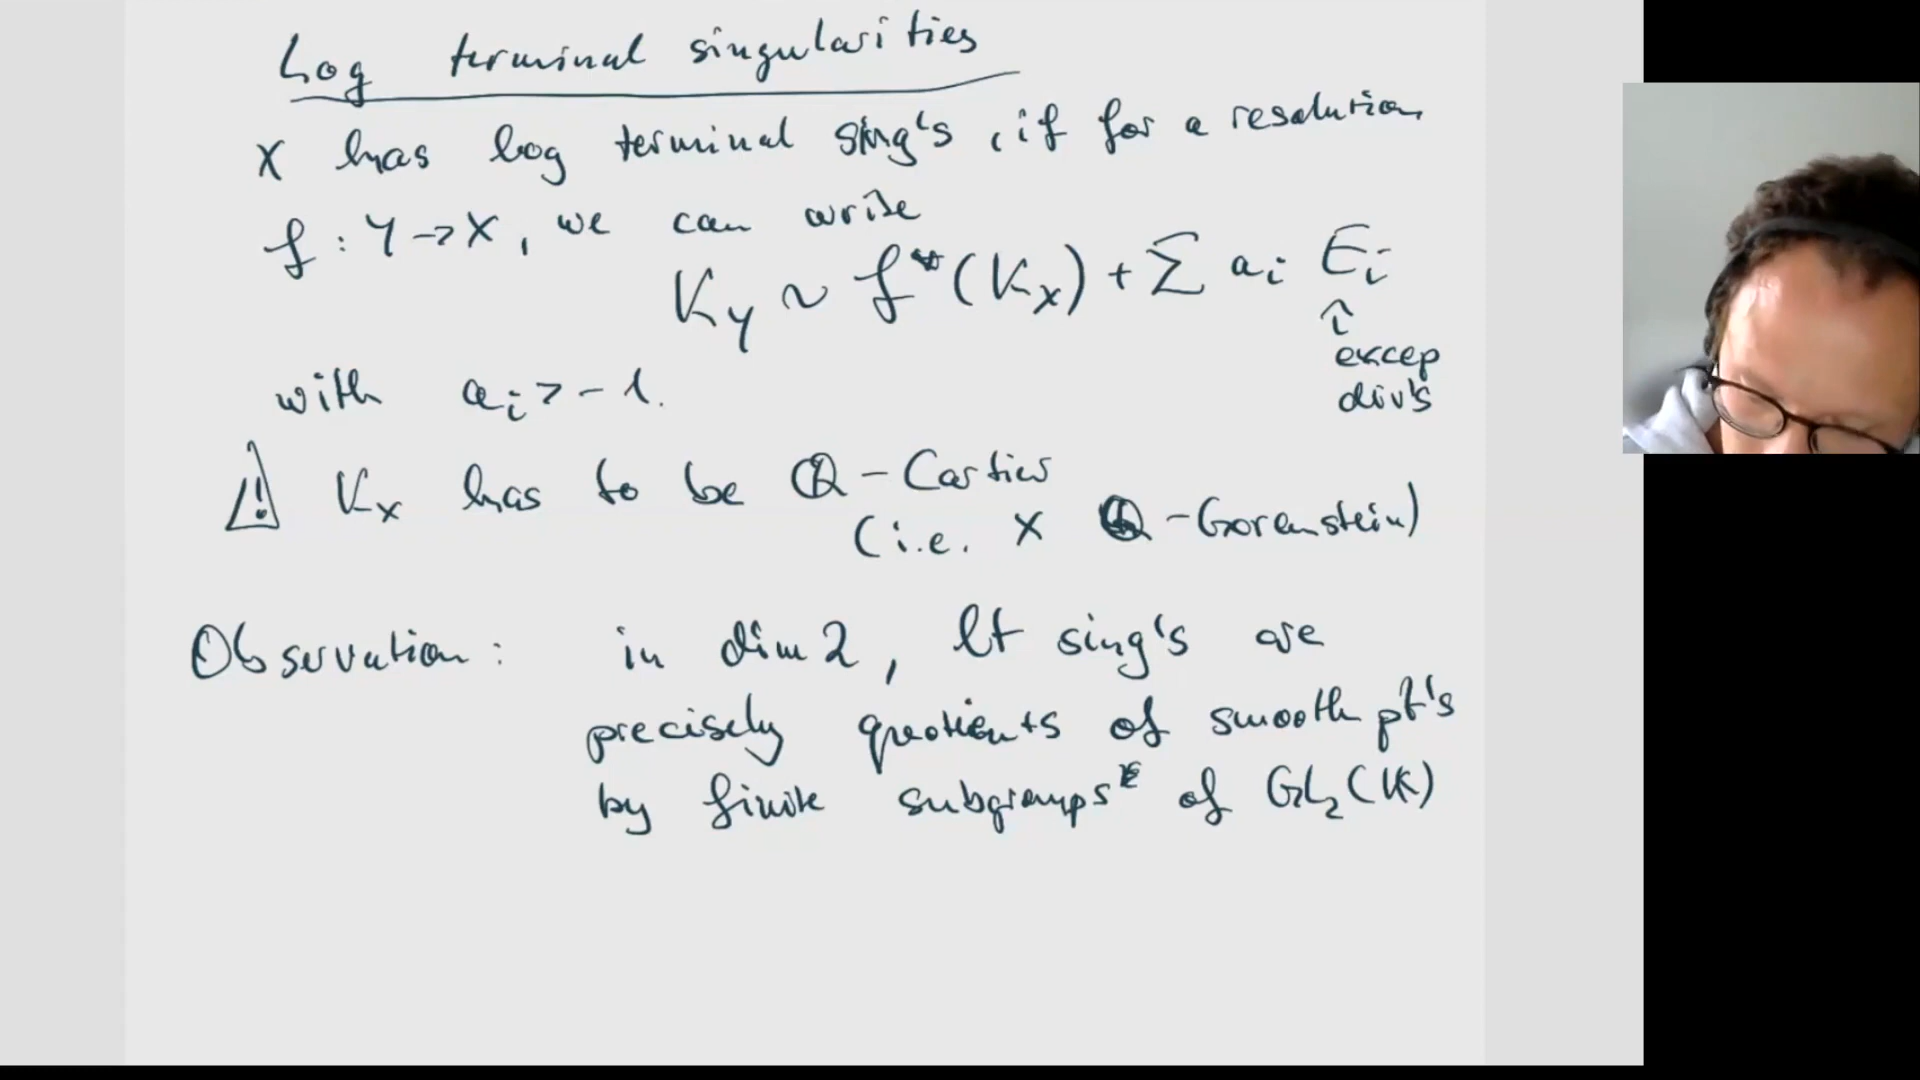 Log terminal singularities
X has log terminal sing's, if for a resolution
f : Y → X, we can write
K_Y ~ f*(K_X) + Σ a_i E_i
↑
excep
div's
with a_i > -1.
⚠ K_X has to be Q-Cartier
(i.e. X Q-Gorenstein)
Observation: in dim 2, lt sing's are
precisely quotients of smooth pt's
by finite subgroups of GL_2(K)